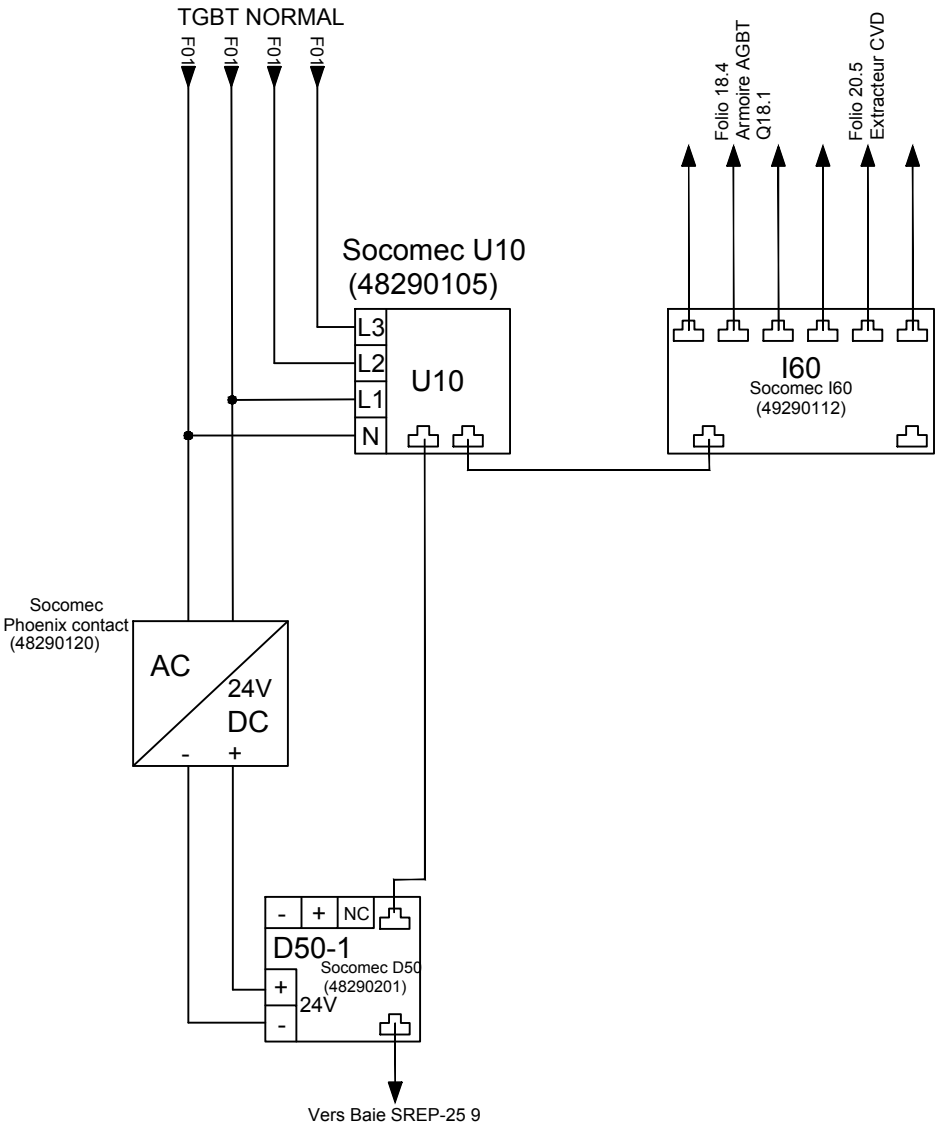 TGBT NORMAL
F01
F01
F01
F01
Folio 18.4
Armoire AGBT
Q18.1
Folio 20.5
Extracteur CVD
Socomec U10
(48290105)
L3
L2
L1
N
U10
I60
Socomec I60
(49290112)
Socomec
Phoenix contact
(48290120)
AC
24V
DC
- +
- + NC
D50-1
Socomec D50
(48290201)
+
24V
-
Vers Baie SREP-25 9